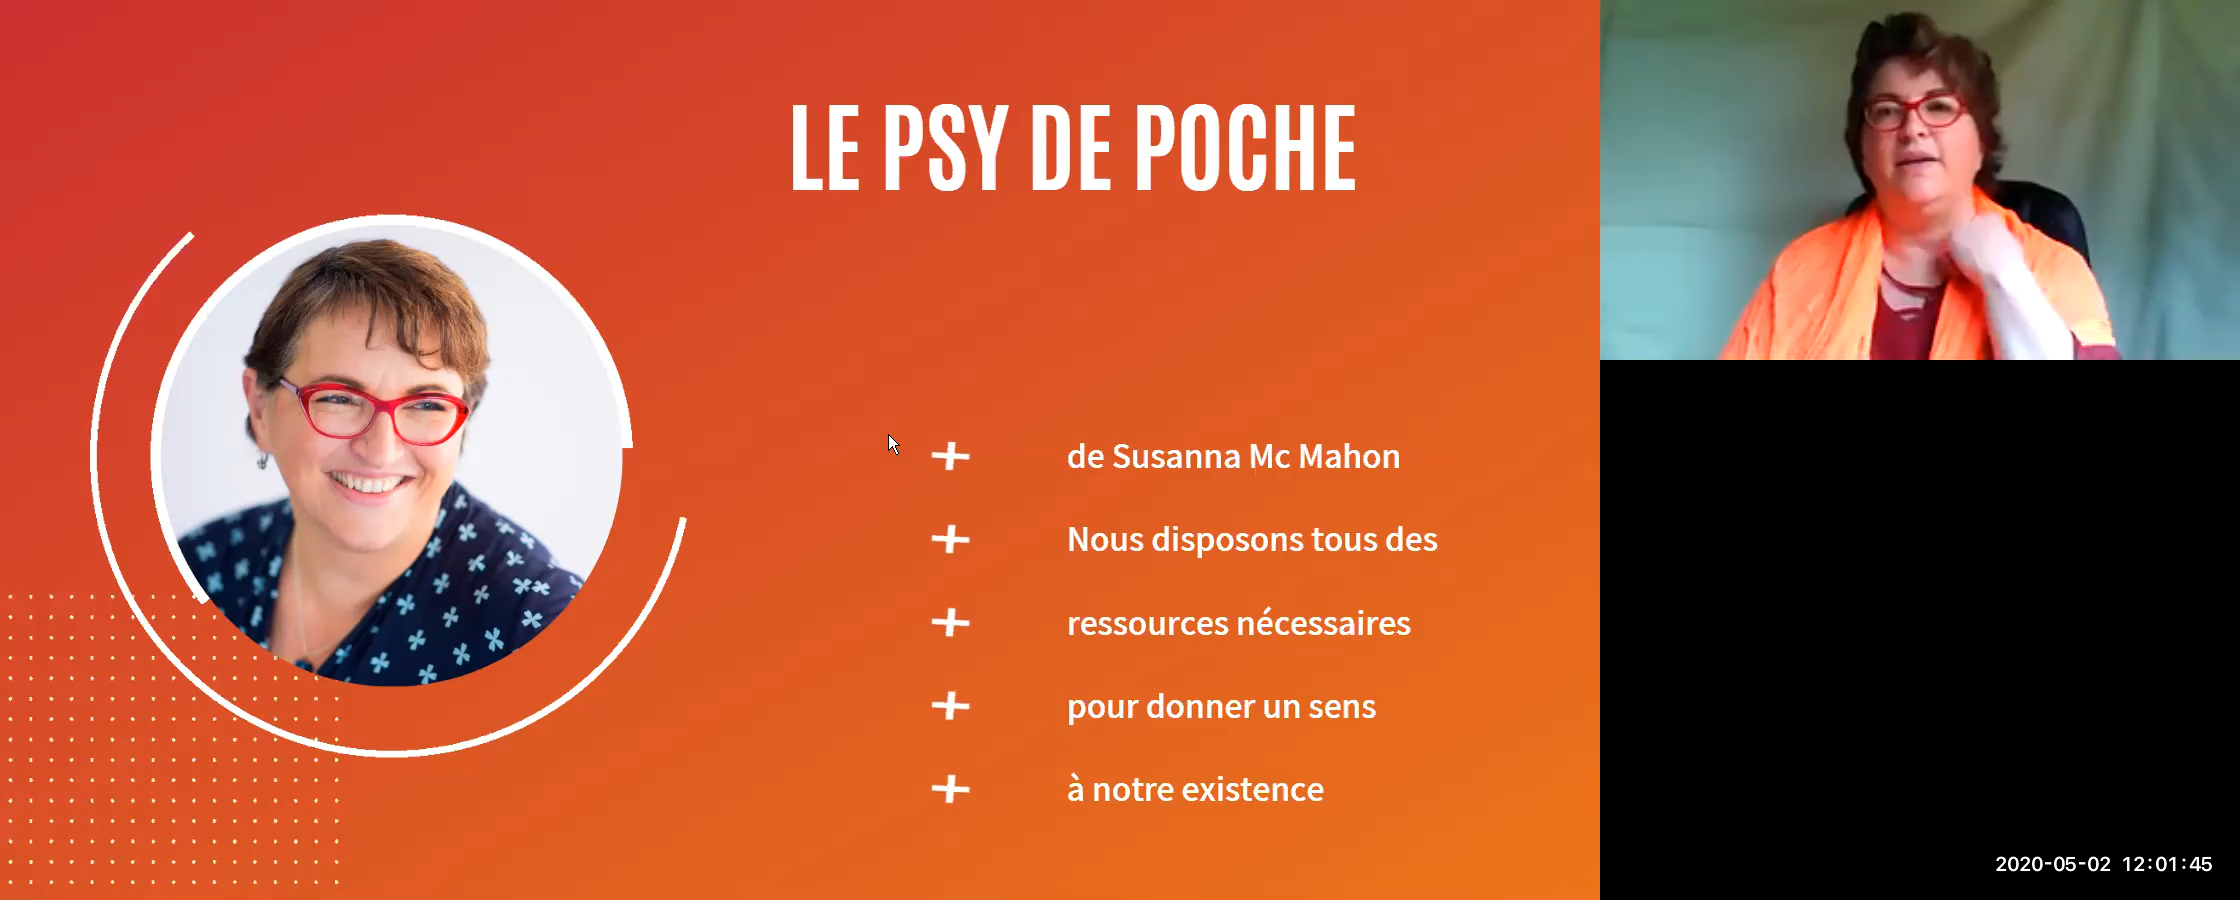 LE PSY DE POCHE
de Susanna Mc Mahon
Nous disposons tous des
ressources nécessaires
pour donner un sens
à notre existence
2020-05-02 12:01:45